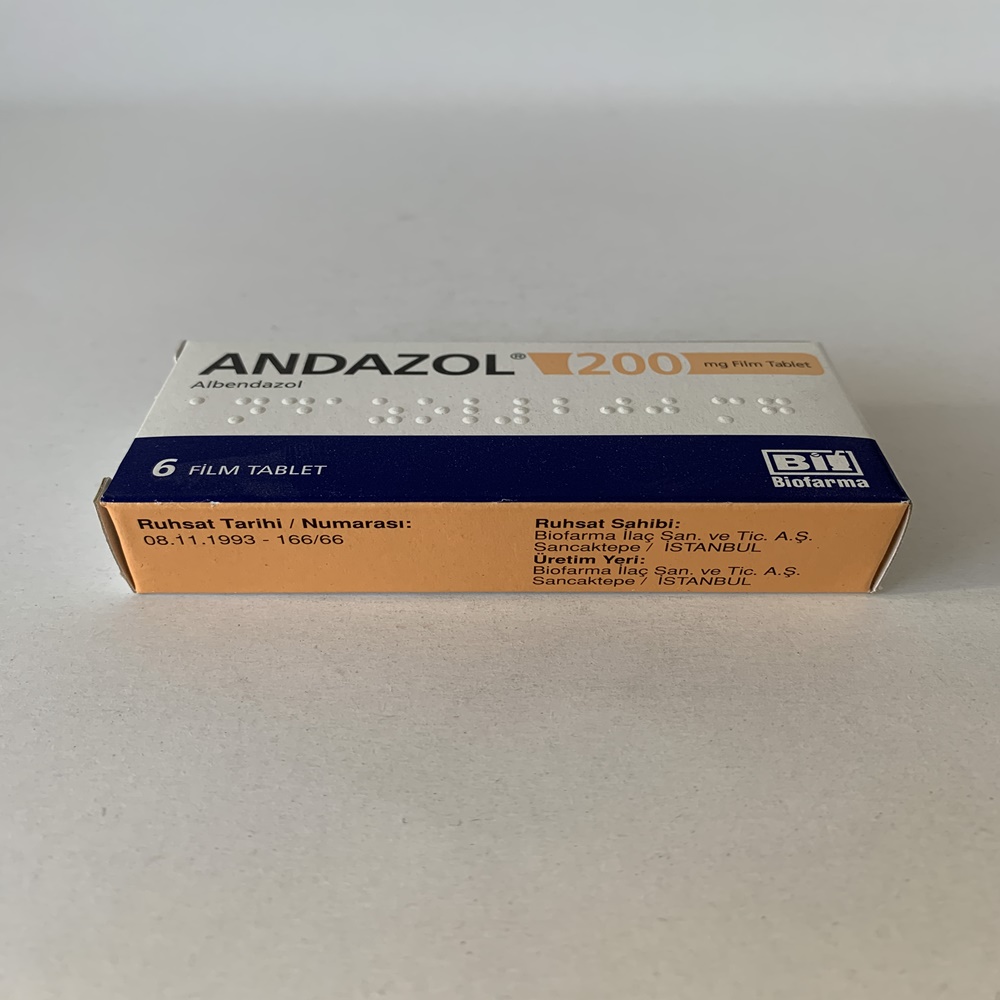 ANDAZOL® (200) mg Film Tablet
Albendazol
6 FİLM TABLET
Bif
Biofarma
Ruhsat Tarihi / Numarası:
08.11.1993 - 166/66
Ruhsat Sahibi:
Biofarma İlaç San. ve Tic. A.Ş.
Sancaktepe / İSTANBUL
Üretim Yeri:
Biofarma İlaç San. ve Tic. A.Ş.
Sancaktepe / İSTANBUL